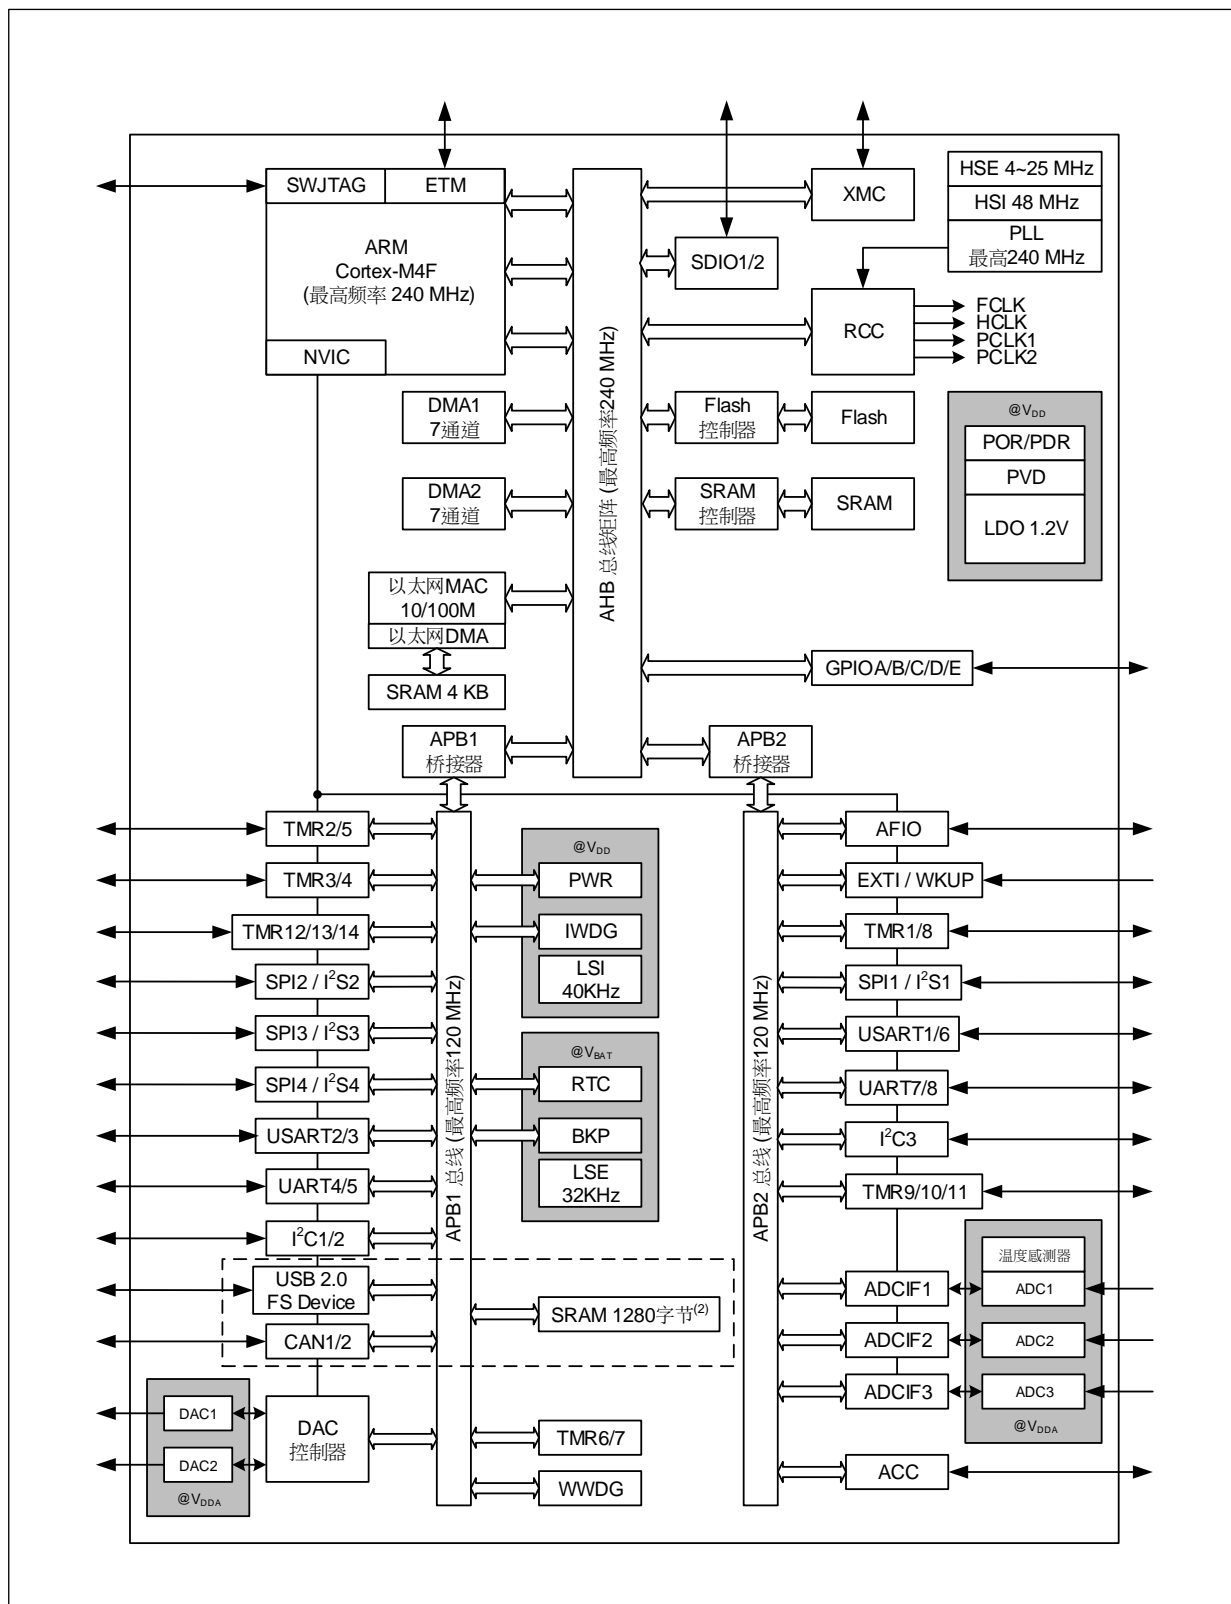 SWJTAG
ETM
ARM
Cortex-M4F
(最高频率 240 MHz)
NVIC
DMA1
7通道
DMA2
7通道
以太网MAC
10/100M
以太网DMA
SRAM 4 KB
APB1
桥接器
AHB 总线矩阵 (最高频率240 MHz)
XMC
SDIO1/2
HSE 4~25 MHz
HSI 48 MHz
PLL
最高240 MHz
RCC
FCLK
HCLK
PCLK1
PCLK2
Flash
控制器
Flash
SRAM
控制器
SRAM
@VDD
POR/PDR
PVD
LDO 1.2V
GPIOA/B/C/D/E
APB2
桥接器
TMR2/5
TMR3/4
TMR12/13/14
SPI2 / I²S2
SPI3 / I²S3
SPI4 / I²S4
USART2/3
UART4/5
I²C1/2
USB 2.0
FS Device
CAN1/2
DAC1
DAC2
@VDDA
DAC
控制器
APB1 总线 (最高频率120 MHz)
@VDD
PWR
IWDG
LSI
40KHz
@VBAT
RTC
BKP
LSE
32KHz
SRAM 1280字节(2)
TMR6/7
WWDG
APB2 总线 (最高频率120 MHz)
AFIO
EXTI / WKUP
TMR1/8
SPI1 / I²S1
USART1/6
UART7/8
I²C3
TMR9/10/11
ADCIF1
ADCIF2
ADCIF3
温度感测器
ADC1
ADC2
ADC3
@VDDA
ACC